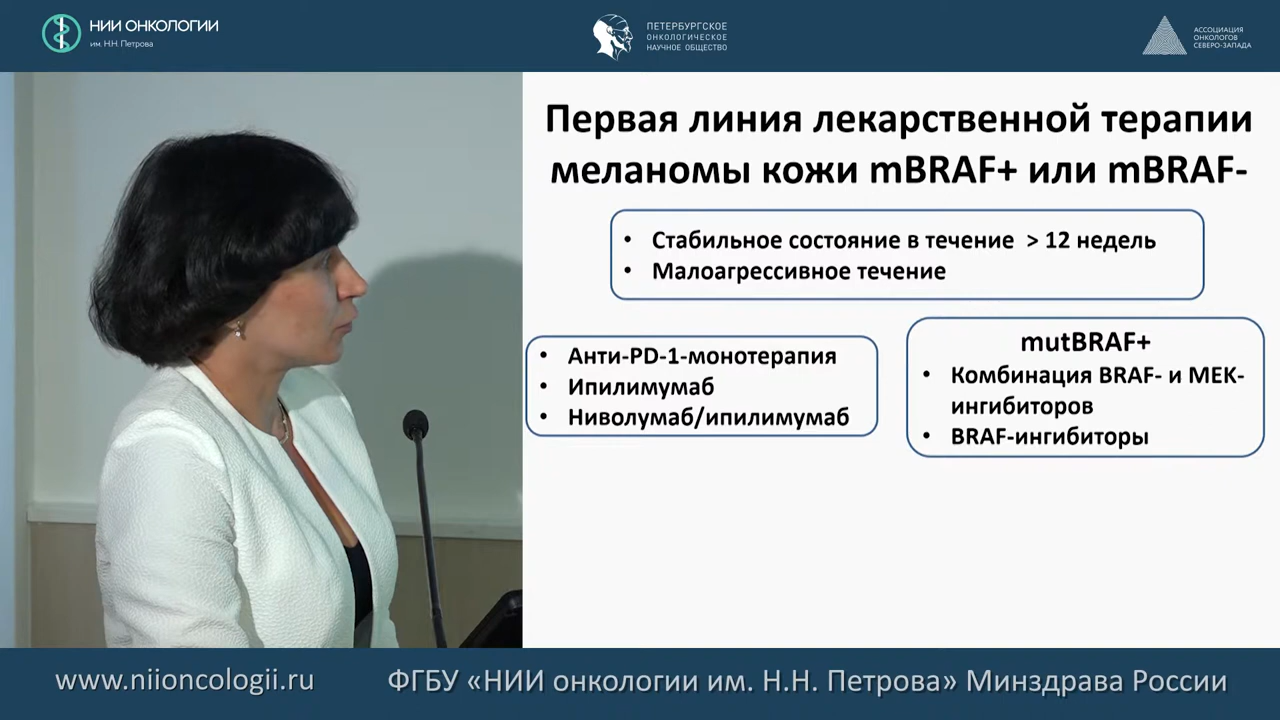 НИИ ОНКОЛОГИИ
им. Н.Н. Петрова
ПЕТЕРБУРГСКОЕ
ОНКОЛОГИЧЕСКОЕ
НАУЧНОЕ ОБЩЕСТВО
АССОЦИАЦИЯ
ОНКОЛОГОВ
СЕВЕРО-ЗАПАДА
Первая линия лекарственной терапии
меланомы кожи mBRAF+ или mBRAF-
• Стабильное состояние в течение > 12 недель
• Малоагрессивное течение
• Анти-PD-1-монотерапия
• Ипилимумаб
• Ниволумаб/ипилимумаб
mutBRAF+
• Комбинация BRAF- и MEK-
ингибиторов
• BRAF-ингибиторы
www.niioncologii.ru
ФГБУ «НИИ онкологии им. Н.Н. Петрова» Минздрава России